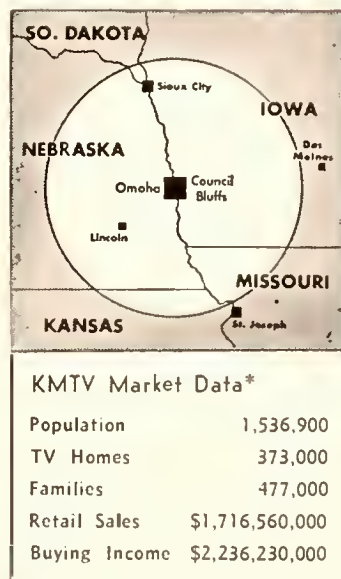 SO. DAKOTA
Sioux City
IOWA
NEBRASKA
Des
Moines
Omaha
Council
Bluffs
Lincoln
MISSOURI
KANSAS
St. Joseph
KMTV Market Data*
Population 1,536,900
TV Homes 373,000
Families 477,000
Retail Sales $1,716,560,000
Buying Income $2,236,230,000